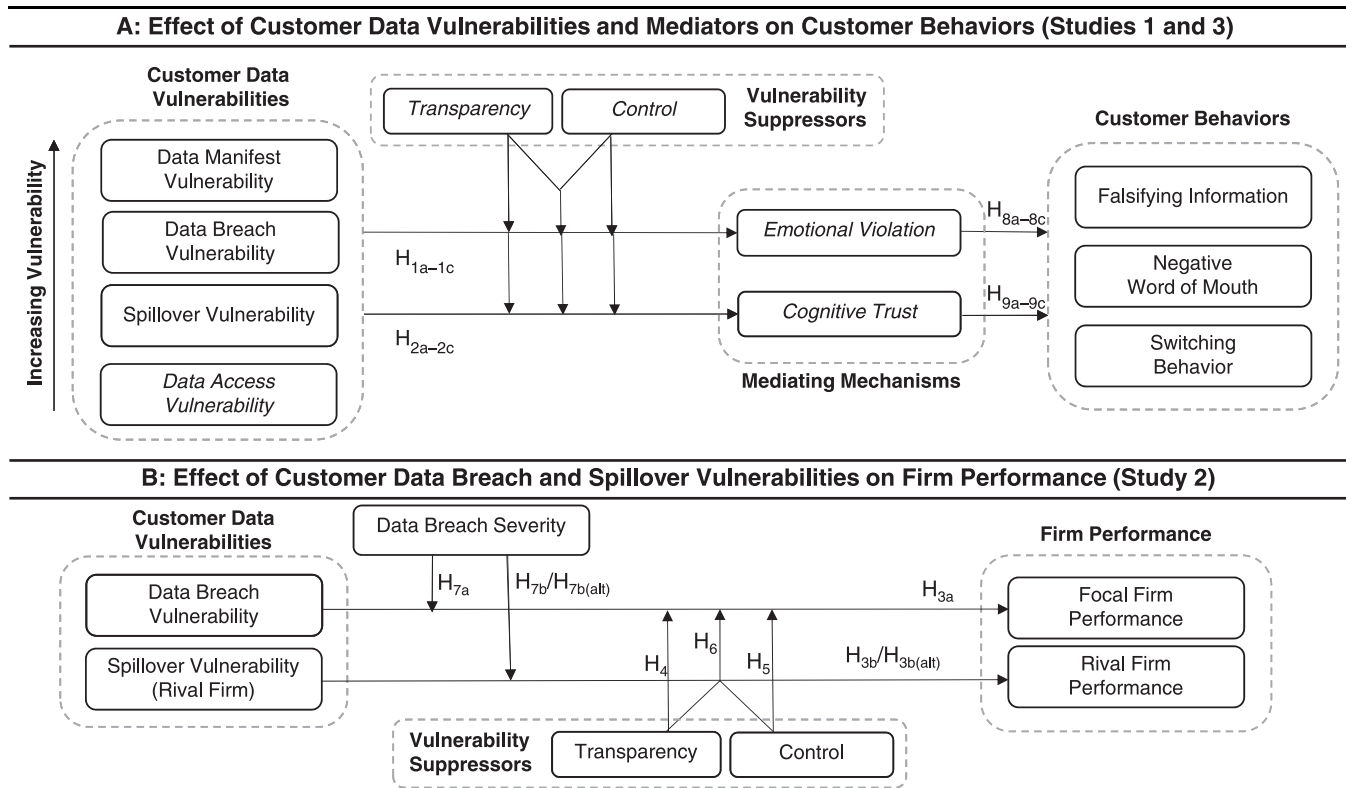 A: Effect of Customer Data Vulnerabilities and Mediators on Customer Behaviors (Studies 1 and 3)
Customer Data
Vulnerabilities
Increasing Vulnerability
Data Manifest
Vulnerability
Data Breach
Vulnerability
Spillover Vulnerability
Data Access
Vulnerability
Transparency
Control
Vulnerability
Suppressors
H1a–1c
H2a–2c
Emotional Violation
Cognitive Trust
Mediating Mechanisms
H8a–8c
H9a–9c
Customer Behaviors
Falsifying Information
Negative
Word of Mouth
Switching
Behavior
B: Effect of Customer Data Breach and Spillover Vulnerabilities on Firm Performance (Study 2)
Customer Data
Vulnerabilities
Data Breach
Vulnerability
Spillover Vulnerability
(Rival Firm)
Data Breach Severity
H7a
H7b/H7b(alt)
H4
H6
H5
H3a
H3b/H3b(alt)
Vulnerability
Suppressors
Transparency
Control
Firm Performance
Focal Firm
Performance
Rival Firm
Performance